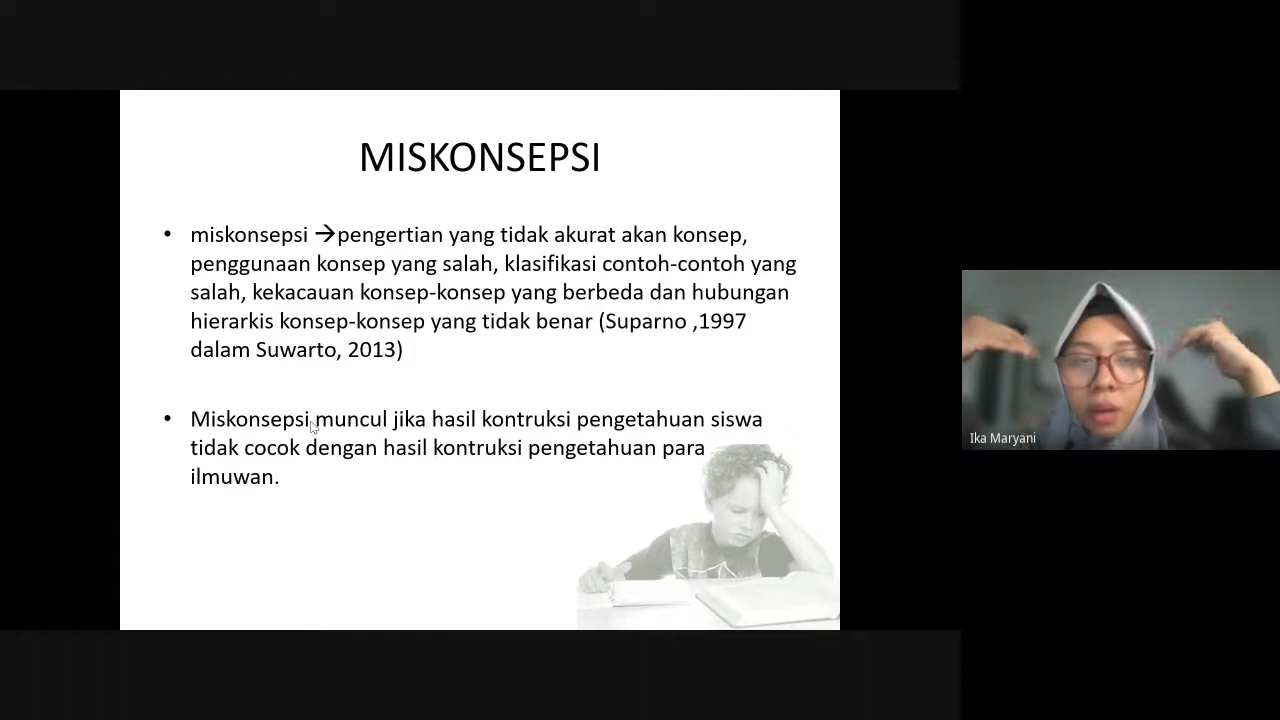 MISKONSEPSI
• miskonsepsi →pengertian yang tidak akurat akan konsep,
penggunaan konsep yang salah, klasifikasi contoh-contoh yang
salah, kekacauan konsep-konsep yang berbeda dan hubungan
hierarkis konsep-konsep yang tidak benar (Suparno ,1997
dalam Suwarto, 2013)
• Miskonsepsi muncul jika hasil kontruksi pengetahuan siswa
tidak cocok dengan hasil kontruksi pengetahuan para
ilmuwan.
Ika Maryani